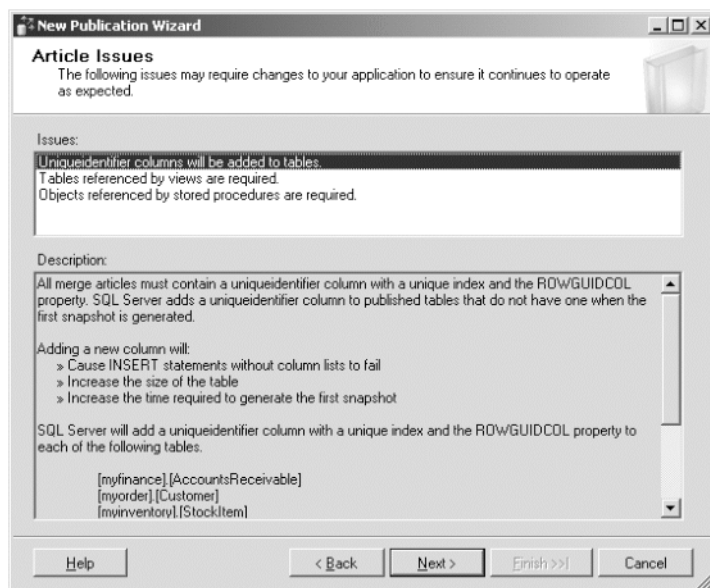 New Publication Wizard
Article Issues
The following issues may require changes to your application to ensure it continues to operate
as expected.
Issues:
Uniqueidentifier columns will be added to tables.
Tables referenced by views are required.
Objects referenced by stored procedures are required.
Description:
All merge articles must contain a uniqueidentifier column with a unique index and the ROWGUIDCOL
property. SQL Server adds a uniqueidentifier column to published tables that do not have one when the
first snapshot is generated.
Adding a new column will:
» Cause INSERT statements without column lists to fail
» Increase the size of the table
» Increase the time required to generate the first snapshot
SQL Server will add a uniqueidentifier column with a unique index and the ROWGUIDCOL property to
each of the following tables.
[myfinance].[AccountsReceivable]
[myorder].[Customer]
[myinventory].[StockItem]
Help
< Back
Next >
Finish >>|
Cancel